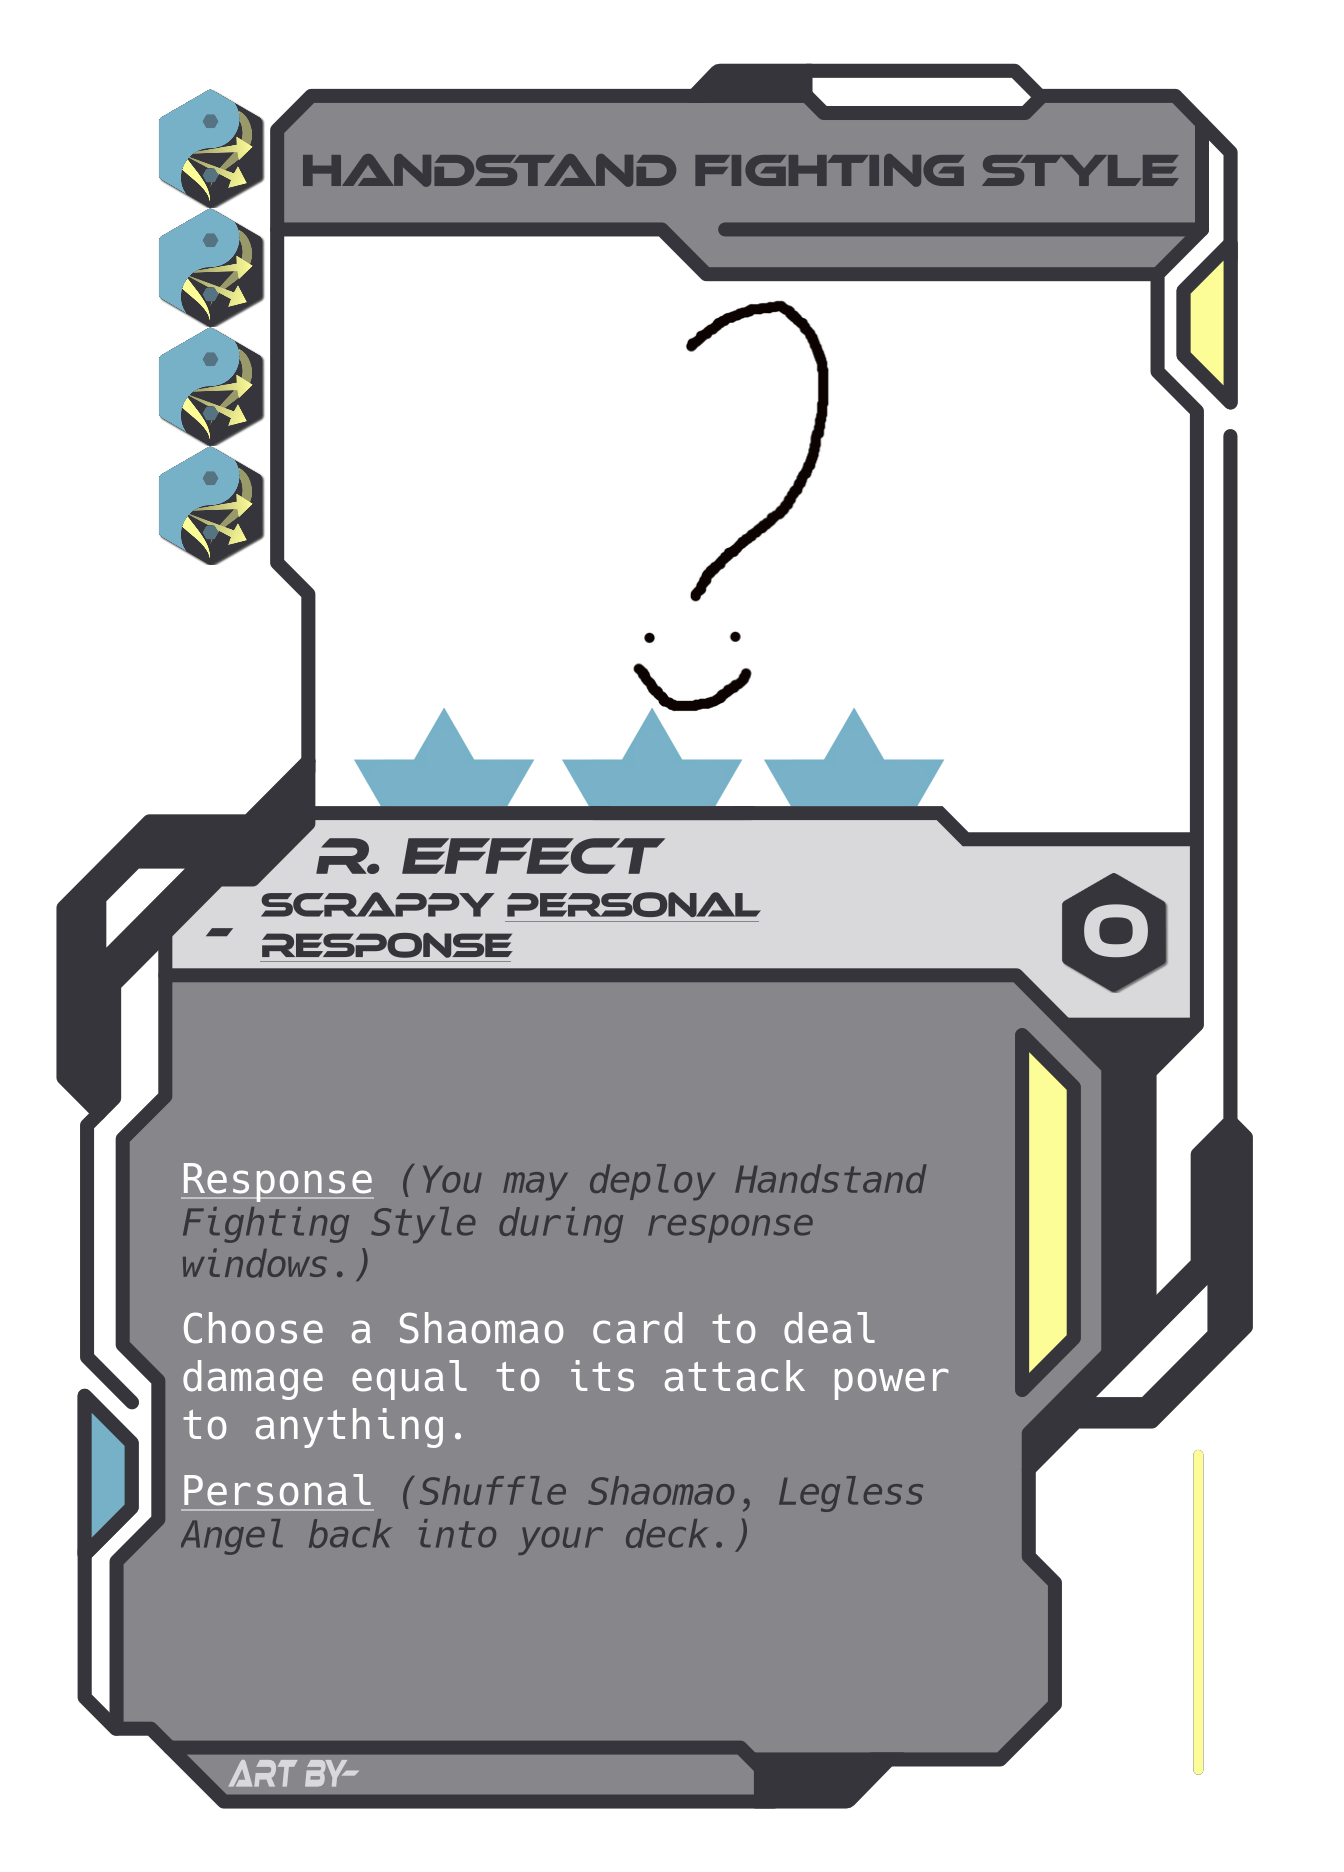 HANDSTAND FIGHTING STYLE
R. EFFECT
- SCRAPPY PERSONAL
RESPONSE
0
Response (You may deploy Handstand
Fighting Style during response
windows.)
Choose a Shaomao card to deal
damage equal to its attack power
to anything.
Personal (Shuffle Shaomao, Legless
Angel back into your deck.)
ART BY-